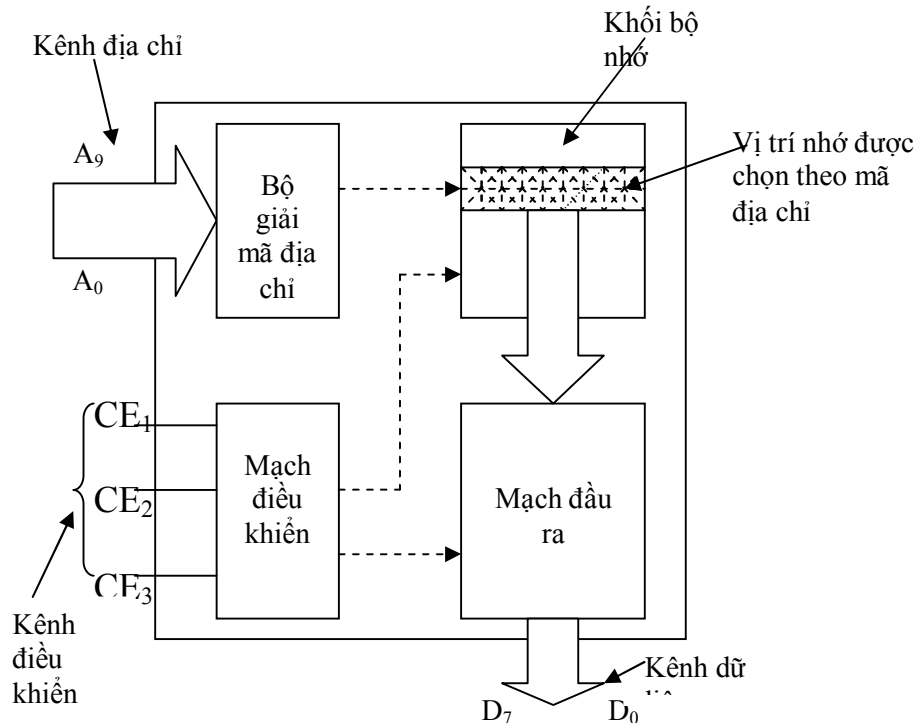 Kênh địa chỉ
Khối bộ
nhớ
A₉
A₀
Bộ
giải
mã địa
chỉ
Vị trí nhớ được
chọn theo mã
địa chỉ
CE₁
CE₂
CE₃
Mạch
điều
khiển
Mạch đầu
ra
Kênh
điều
khiển
Kênh dữ
D₇
D₀